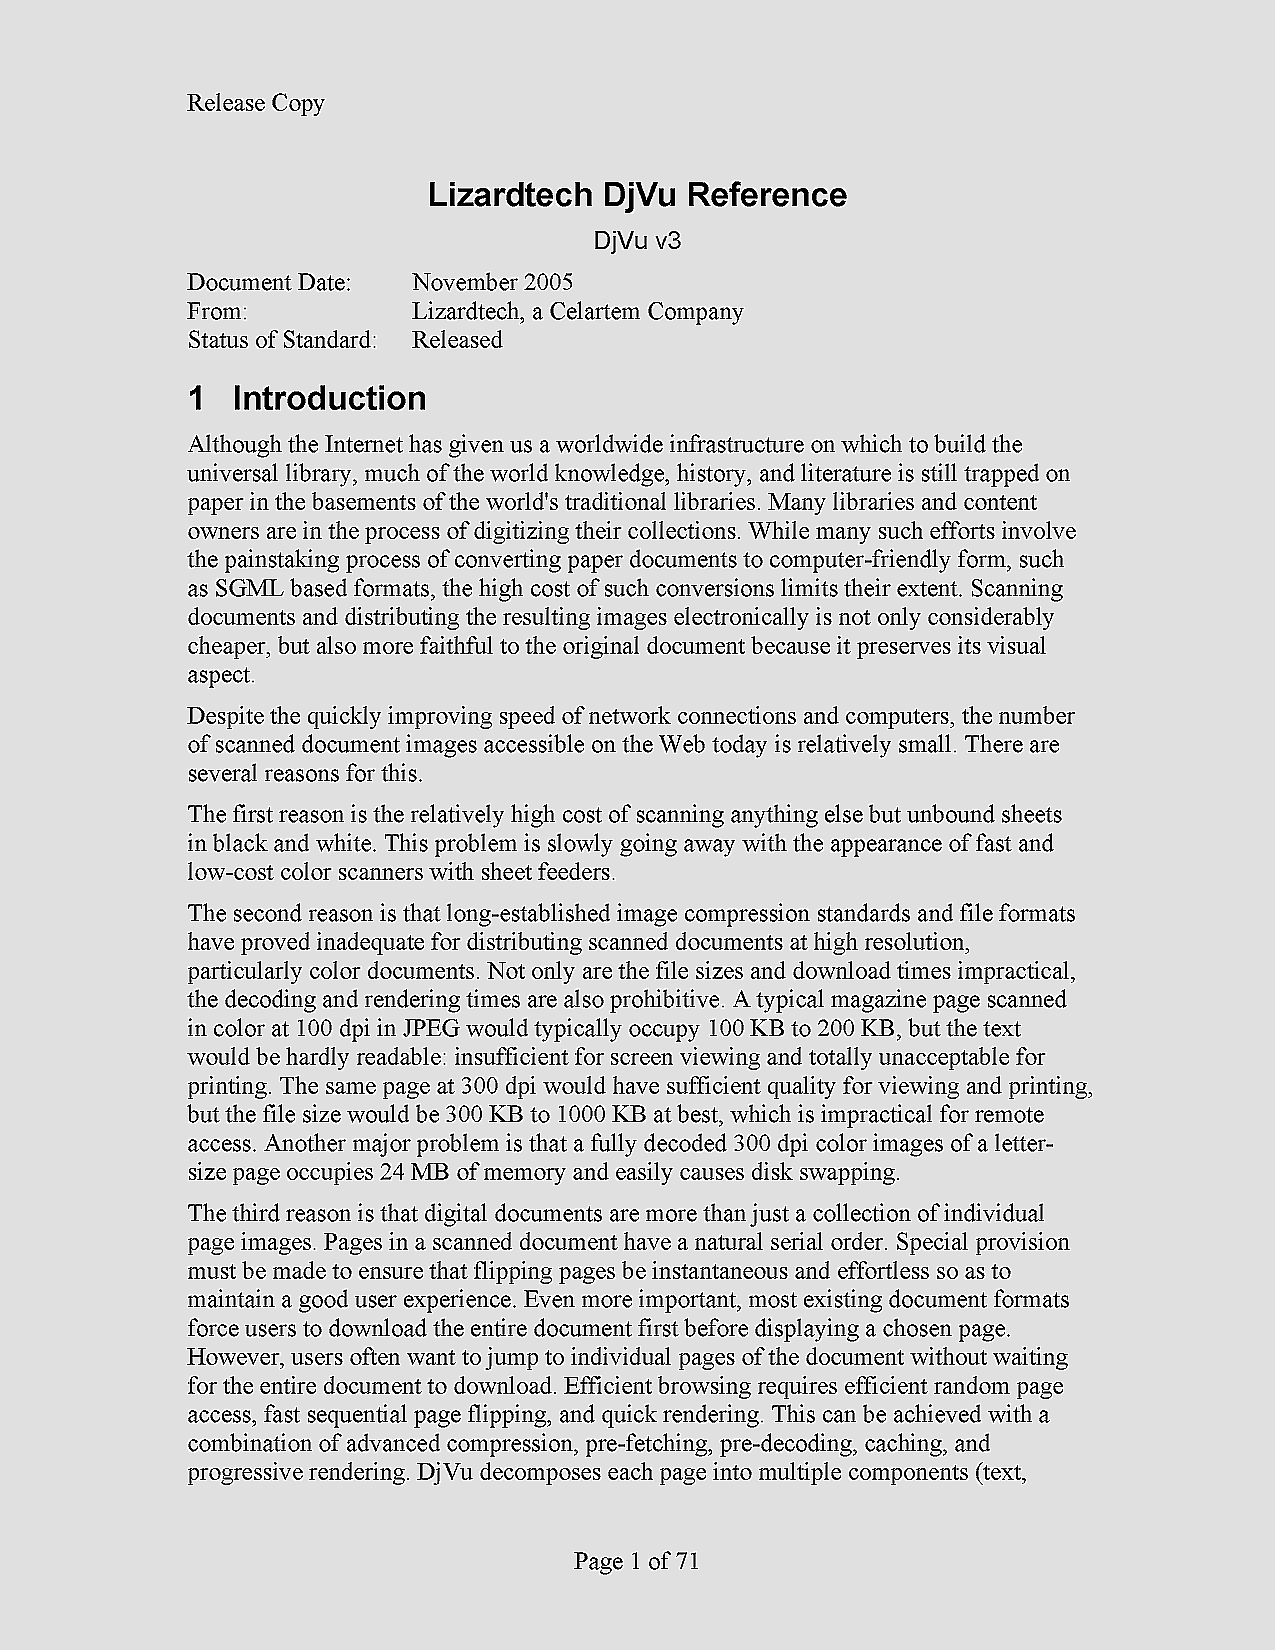 Release Copy
Lizardtech DjVu Reference
DjVu v3
Document Date: November 2005
From: Lizardtech, a Celartem Company
Status of Standard: Released
1 Introduction
Although the Internet has given us a worldwide infrastructure on which to build the
universal library, much of the world knowledge, history, and literature is still trapped on
paper in the basements of the world's traditional libraries. Many libraries and content
owners are in the process of digitizing their collections. While many such efforts involve
the painstaking process of converting paper documents to computer-friendly form, such
as SGML based formats, the high cost of such conversions limits their extent. Scanning
documents and distributing the resulting images electronically is not only considerably
cheaper, but also more faithful to the original document because it preserves its visual
aspect.
Despite the quickly improving speed of network connections and computers, the number
of scanned document images accessible on the Web today is relatively small. There are
several reasons for this.
The first reason is the relatively high cost of scanning anything else but unbound sheets
in black and white. This problem is slowly going away with the appearance of fast and
low-cost color scanners with sheet feeders.
The second reason is that long-established image compression standards and file formats
have proved inadequate for distributing scanned documents at high resolution,
particularly color documents. Not only are the file sizes and download times impractical,
the decoding and rendering times are also prohibitive. A typical magazine page scanned
in color at 100 dpi in JPEG would typically occupy 100 KB to 200 KB, but the text
would be hardly readable: insufficient for screen viewing and totally unacceptable for
printing. The same page at 300 dpi would have sufficient quality for viewing and printing,
but the file size would be 300 KB to 1000 KB at best, which is impractical for remote
access. Another major problem is that a fully decoded 300 dpi color images of a letter-
size page occupies 24 MB of memory and easily causes disk swapping.
The third reason is that digital documents are more than just a collection of individual
page images. Pages in a scanned document have a natural serial order. Special provision
must be made to ensure that flipping pages be instantaneous and effortless so as to
maintain a good user experience. Even more important, most existing document formats
force users to download the entire document first before displaying a chosen page.
However, users often want to jump to individual pages of the document without waiting
for the entire document to download. Efficient browsing requires efficient random page
access, fast sequential page flipping, and quick rendering. This can be achieved with a
combination of advanced compression, pre-fetching, pre-decoding, caching, and
progressive rendering. DjVu decomposes each page into multiple components (text,
Page 1 of 71